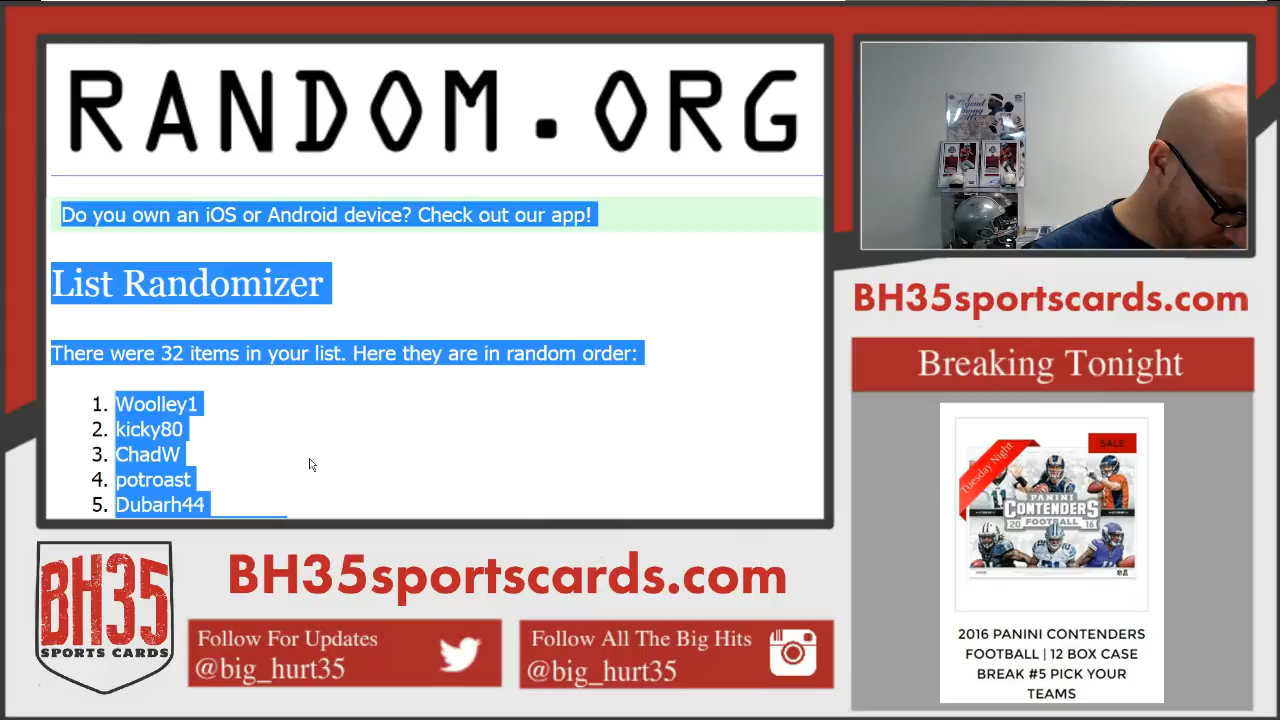 RANDOM.ORG
Do you own an iOS or Android device? Check out our app!
List Randomizer
There were 32 items in your list. Here they are in random order:
1. Woolley1
2. kicky80
3. ChadW
4. potroast
5. Dubarh44
BH35sportscards.com
Breaking Tonight
Tuesday Night
SALE
PANINI
CONTENDERS
2016 FOOTBALL
2016 PANINI CONTENDERS
FOOTBALL | 12 BOX CASE
BREAK #5 PICK YOUR
TEAMS
BH35
SPORTS CARDS
BH35sportscards.com
Follow For Updates
@big_hurt35
Follow All The Big Hits
@big_hurt35